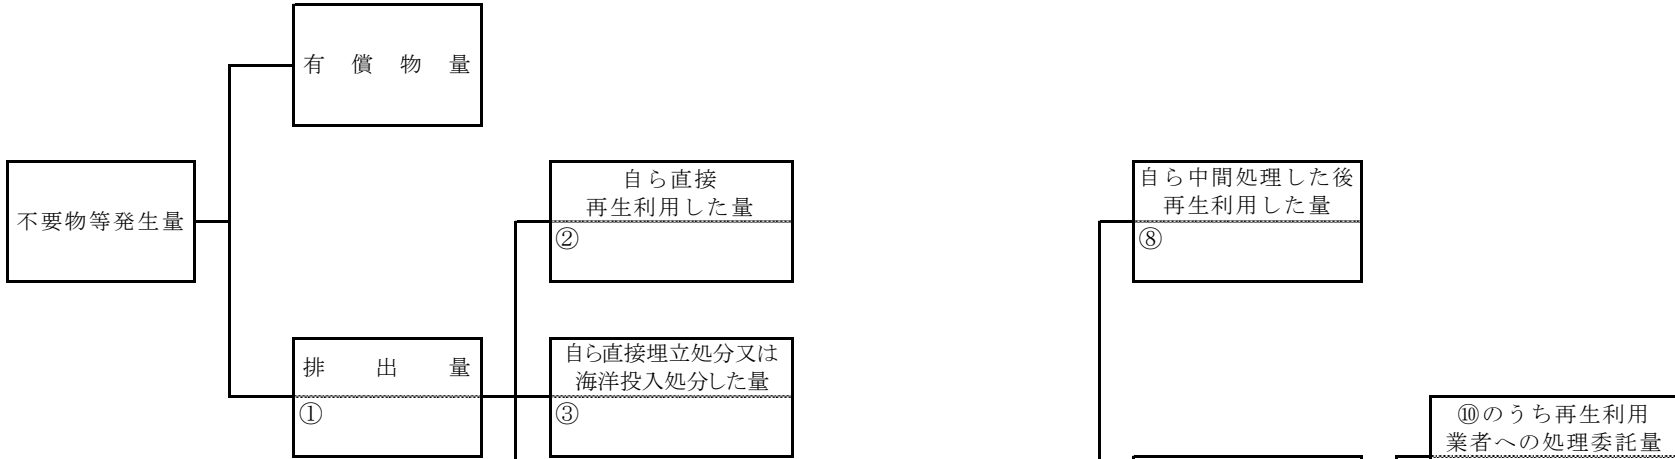 有償物量
不要物等発生量
自ら直接
再生利用した量
②
自ら中間処理した後
再生利用した量
⑧
排出量
①
自ら直接埋立処分又は
海洋投入処分した量
③
⑩のうち再生利用
業者への処理委託量